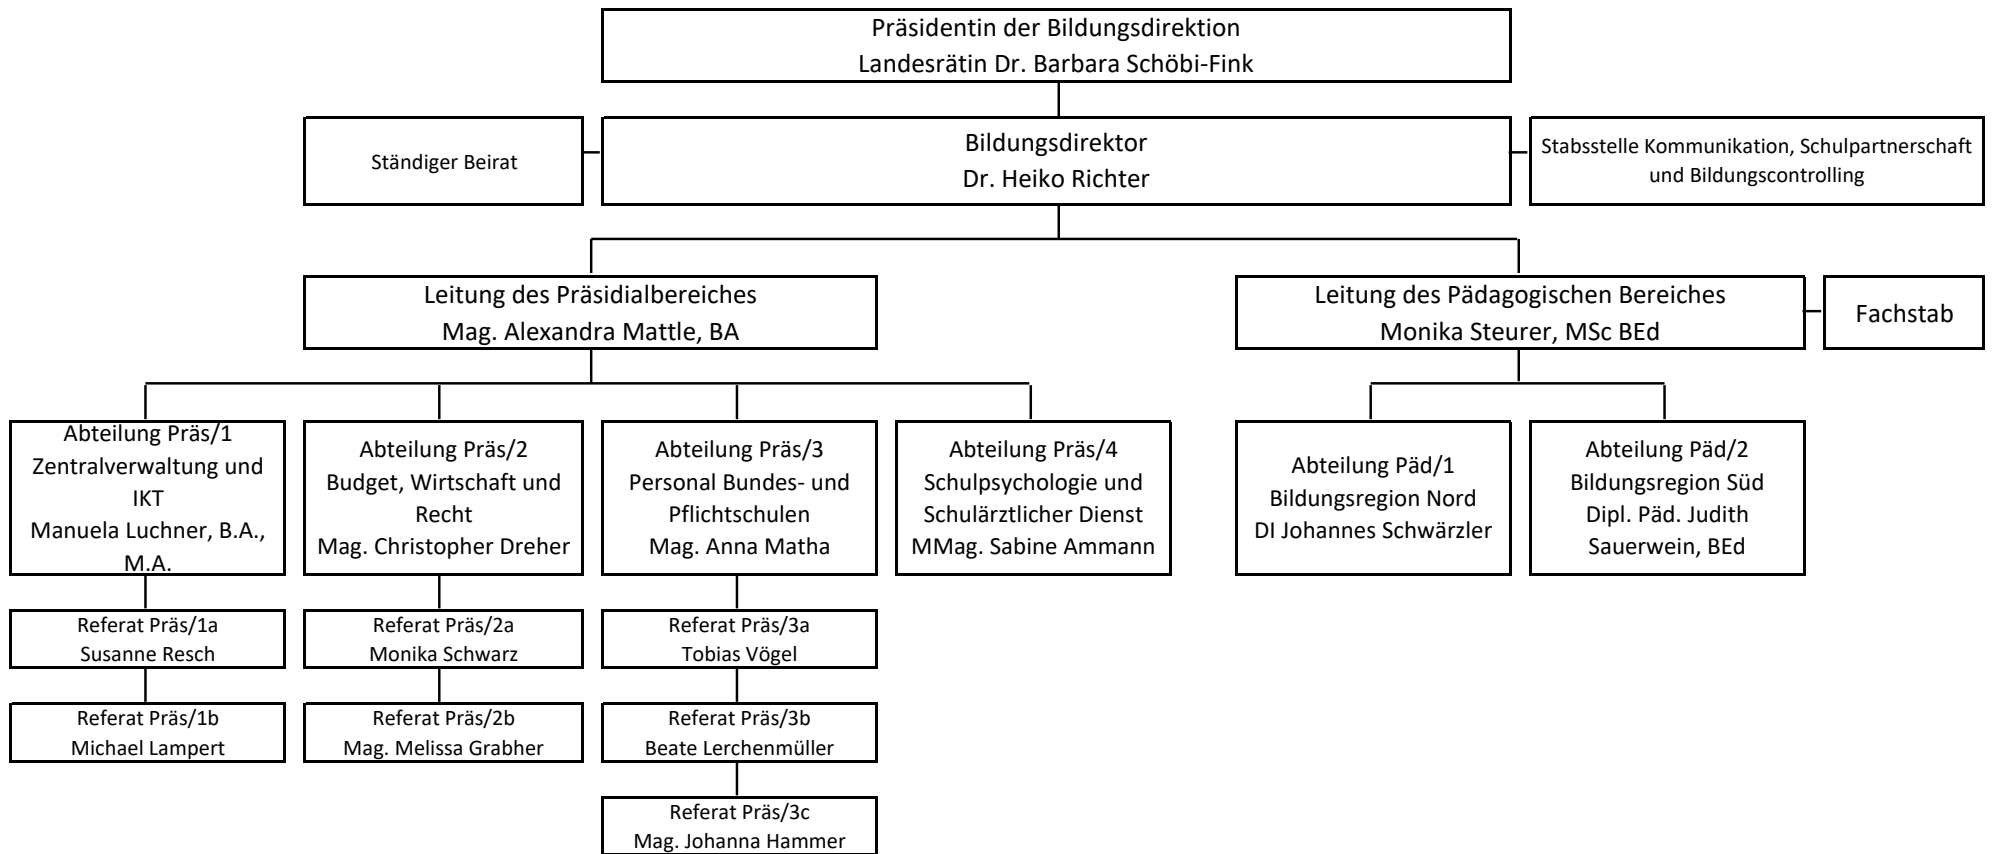 Präsidentin der Bildungsdirektion
Landesrätin Dr. Barbara Schöbi-Fink
Ständiger Beirat
Bildungsdirektor
Dr. Heiko Richter
Stabsstelle Kommunikation, Schulpartnerschaft
und Bildungscontrolling
Leitung des Präsidialbereiches
Mag. Alexandra Mattle, BA
Leitung des Pädagogischen Bereiches
Monika Steurer, MSc BEd
Fachstab
Abteilung Präs/1
Zentralverwaltung und
IKT
Manuela Luchner, B.A.,
M.A.
Abteilung Präs/2
Budget, Wirtschaft und
Recht
Mag. Christopher Dreher
Abteilung Präs/3
Personal Bundes- und
Pflichtschulen
Mag. Anna Matha
Abteilung Präs/4
Schulpsychologie und
Schulärztlicher Dienst
MMag. Sabine Ammann
Abteilung Päd/1
Bildungsregion Nord
DI Johannes Schwärzler
Abteilung Päd/2
Bildungsregion Süd
Dipl. Päd. Judith
Sauerwein, BEd
Referat Präs/1a
Susanne Resch
Referat Präs/2a
Monika Schwarz
Referat Präs/3a
Tobias Vögel
Referat Präs/1b
Michael Lampert
Referat Präs/2b
Mag. Melissa Grabher
Referat Präs/3b
Beate Lerchenmüller
Referat Präs/3c
Mag. Johanna Hammer